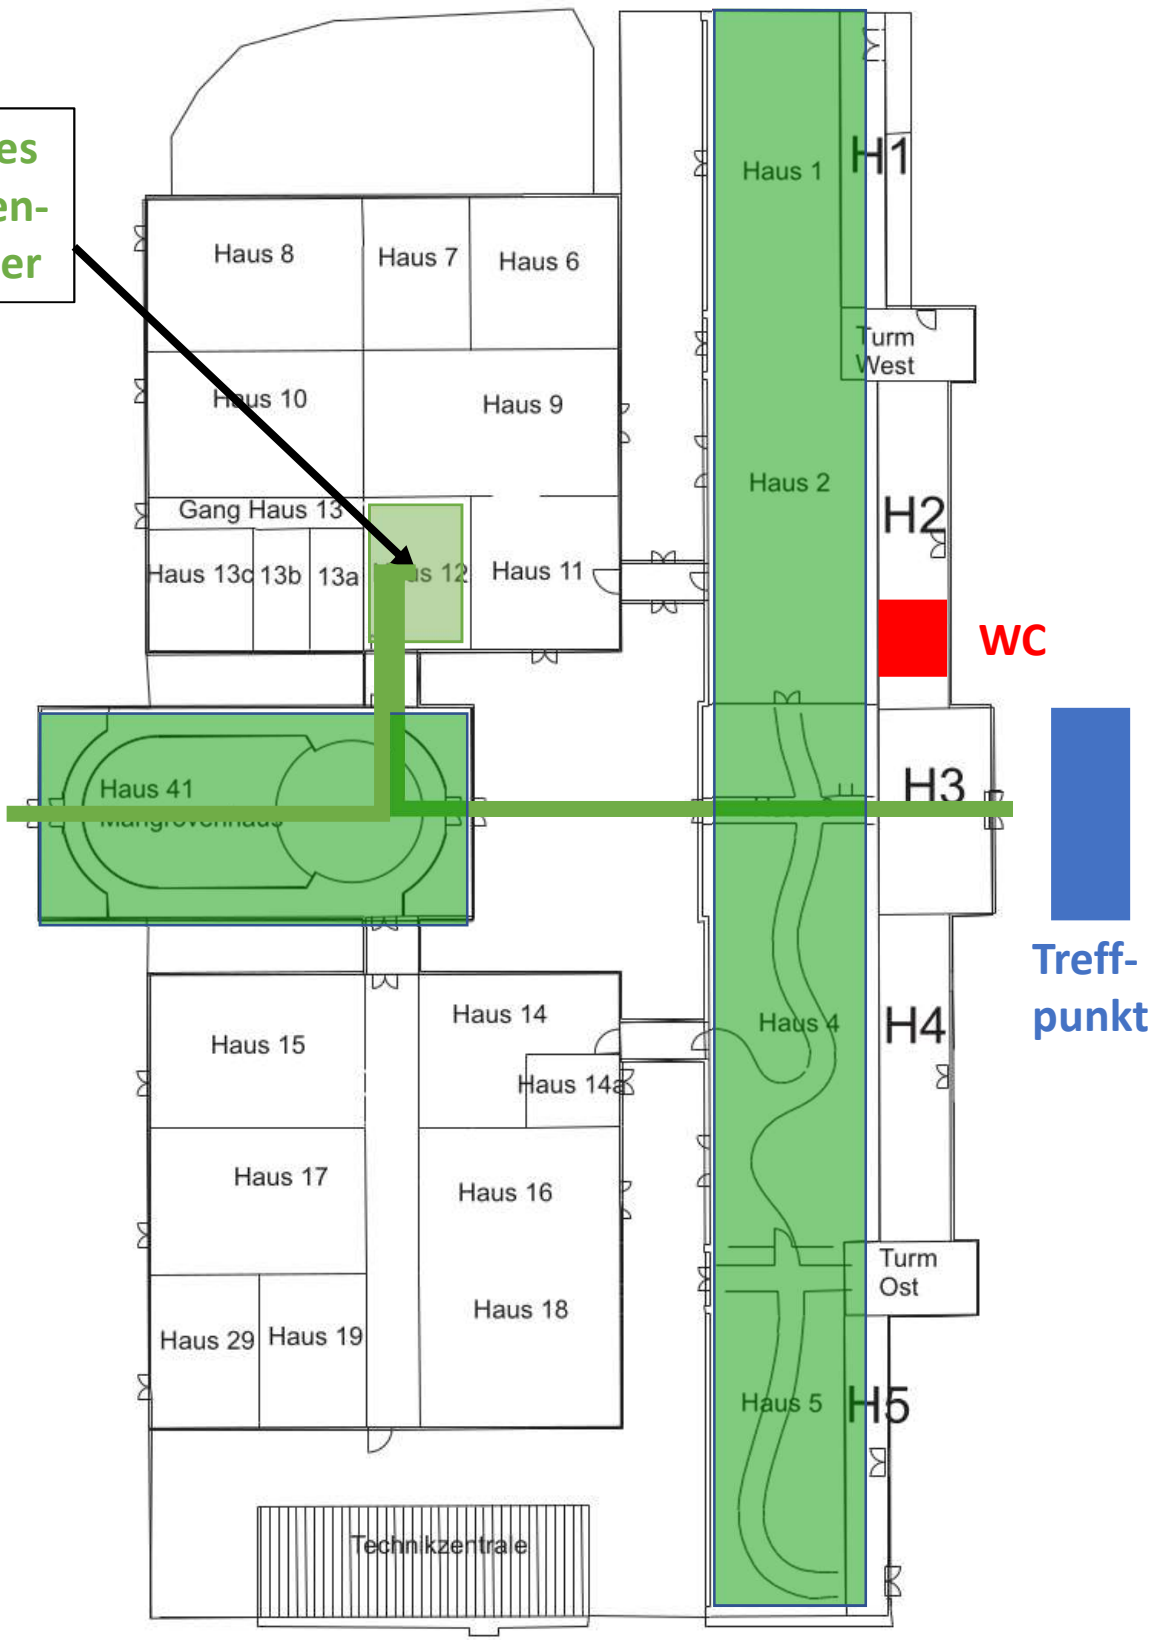 es
en-
er
Haus 1
H1
Haus 8
Haus 7
Haus 6
Turm
West
Haus 10
Haus 9
Haus 2
Gang Haus 13
H2
Haus 13c
13b
13a
12
Haus 11
WC
Haus 41
Mangrovenhaus
H3
Treff-
punkt
Haus 14
Haus 15
Haus 4
H4
Haus 14a
Haus 17
Haus 16
Turm
Ost
Haus 18
Haus 29
Haus 19
Haus 5
H5
Technikzentrale